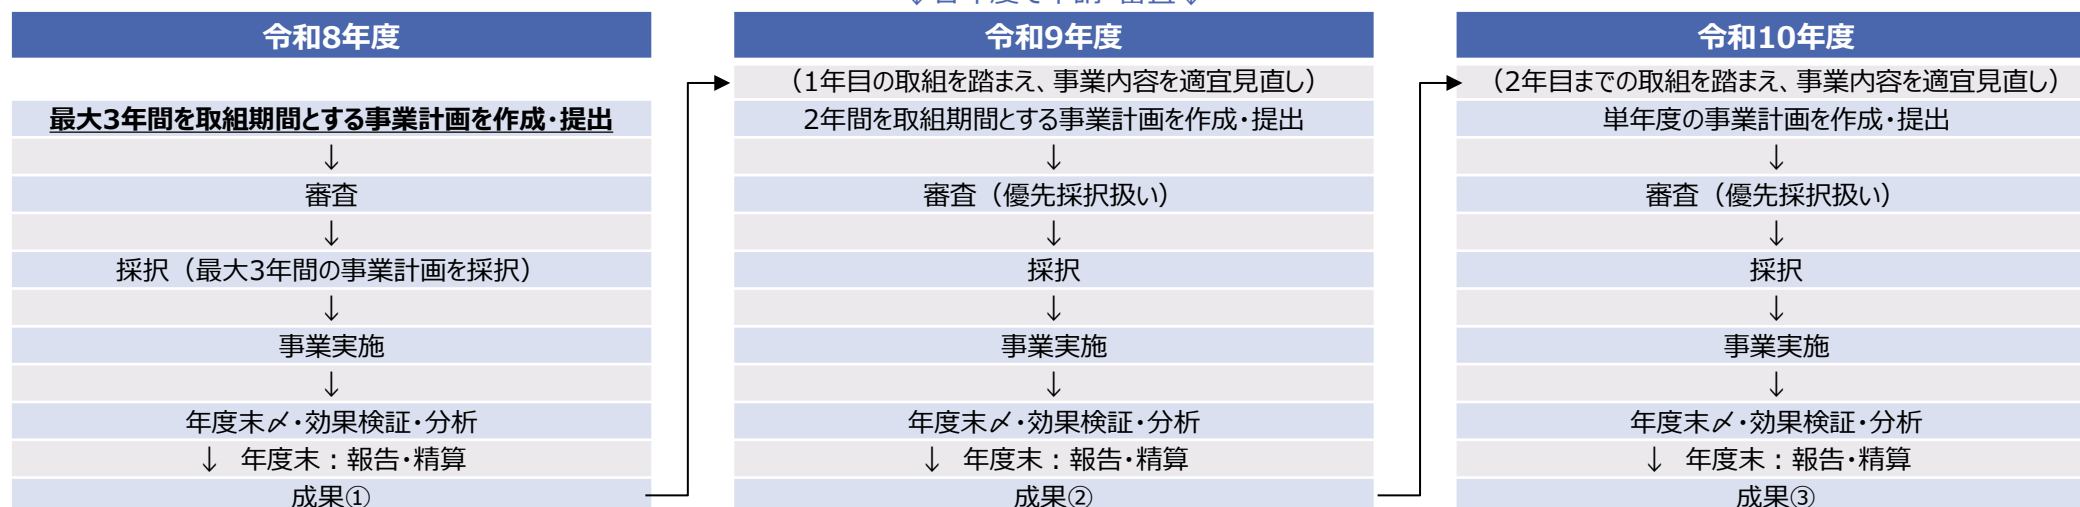 令和8年度
最大3年間を取組期間とする事業計画を作成・提出
↓
審査
↓
採択（最大3年間の事業計画を採択）
↓
事業実施
↓
年度末〆・効果検証・分析
↓ 年度末：報告・精算
成果①
令和9年度
（1年目の取組を踏まえ、事業内容を適宜見直し）
2年間を取組期間とする事業計画を作成・提出
↓
審査（優先採択扱い）
↓
採択
↓
事業実施
↓
年度末〆・効果検証・分析
↓ 年度末：報告・精算
成果②
令和10年度
（2年目までの取組を踏まえ、事業内容を適宜見直し）
単年度の事業計画を作成・提出
↓
審査（優先採択扱い）
↓
採択
↓
事業実施
↓
年度末〆・効果検証・分析
↓ 年度末：報告・精算
成果③